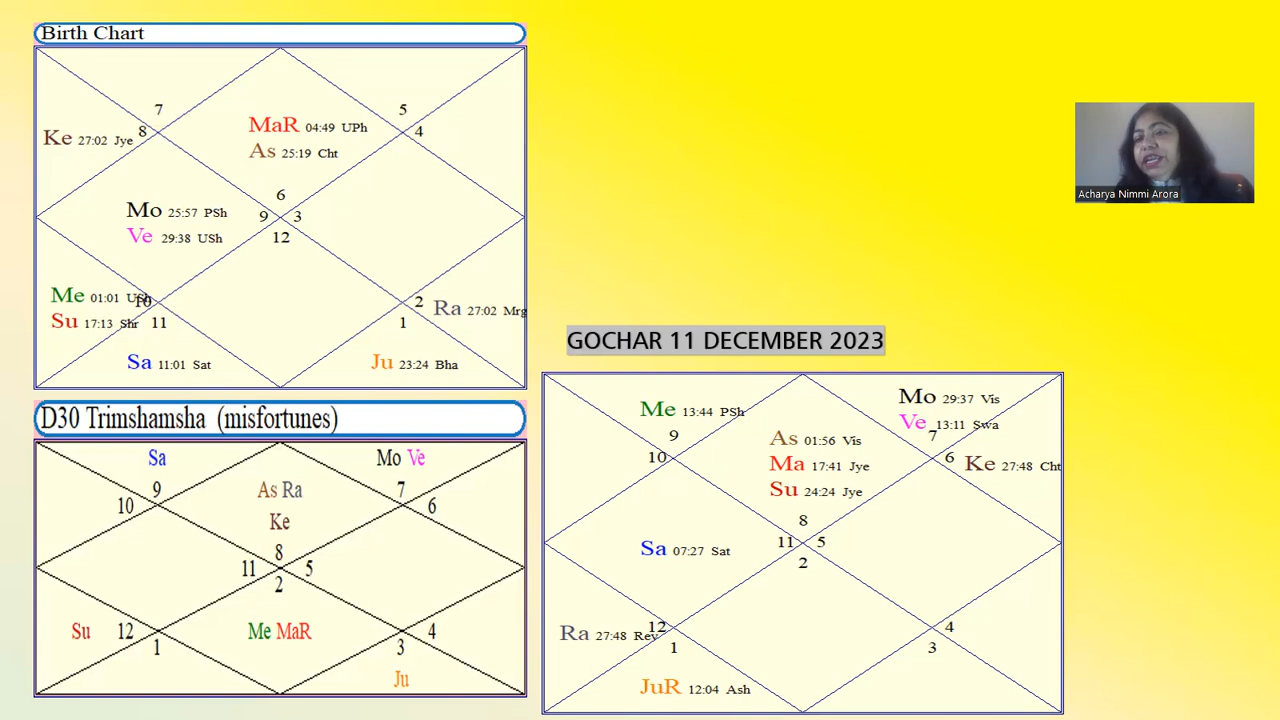 Birth Chart
7
5
Ke 27:02 Jye
8
MaR 04:49 UPh
4
As 25:19 Cht
6
Mo 25:57 PSh
9
3
Ve 29:38 USh
12
Me 01:01 USh
10
2
Ra 27:02 Mrg
Su 17:13 Shr
11
1
Sa 11:01 Sat
Ju 23:24 Bha
D30 Trimshamsha (misfortunes)
Sa
Mo Ve
9
As Ra
7
10
6
Ke
8
11
5
2
Su
12
Me MaR
4
1
3
Ju
Acharya Nimmi Arora
GOCHAR 11 DECEMBER 2023
Me 13:44 PSh
Mo 29:37 Vis
Ve 13:11 Swa
9
As 01:56 Vis
7
10
Ma 17:41 Jye
6
Ke 27:48 Cht
Su 24:24 Jye
8
Sa 07:27 Sat
11
5
2
Ra 27:48 Rev
12
4
1
3
JuR 12:04 Ash